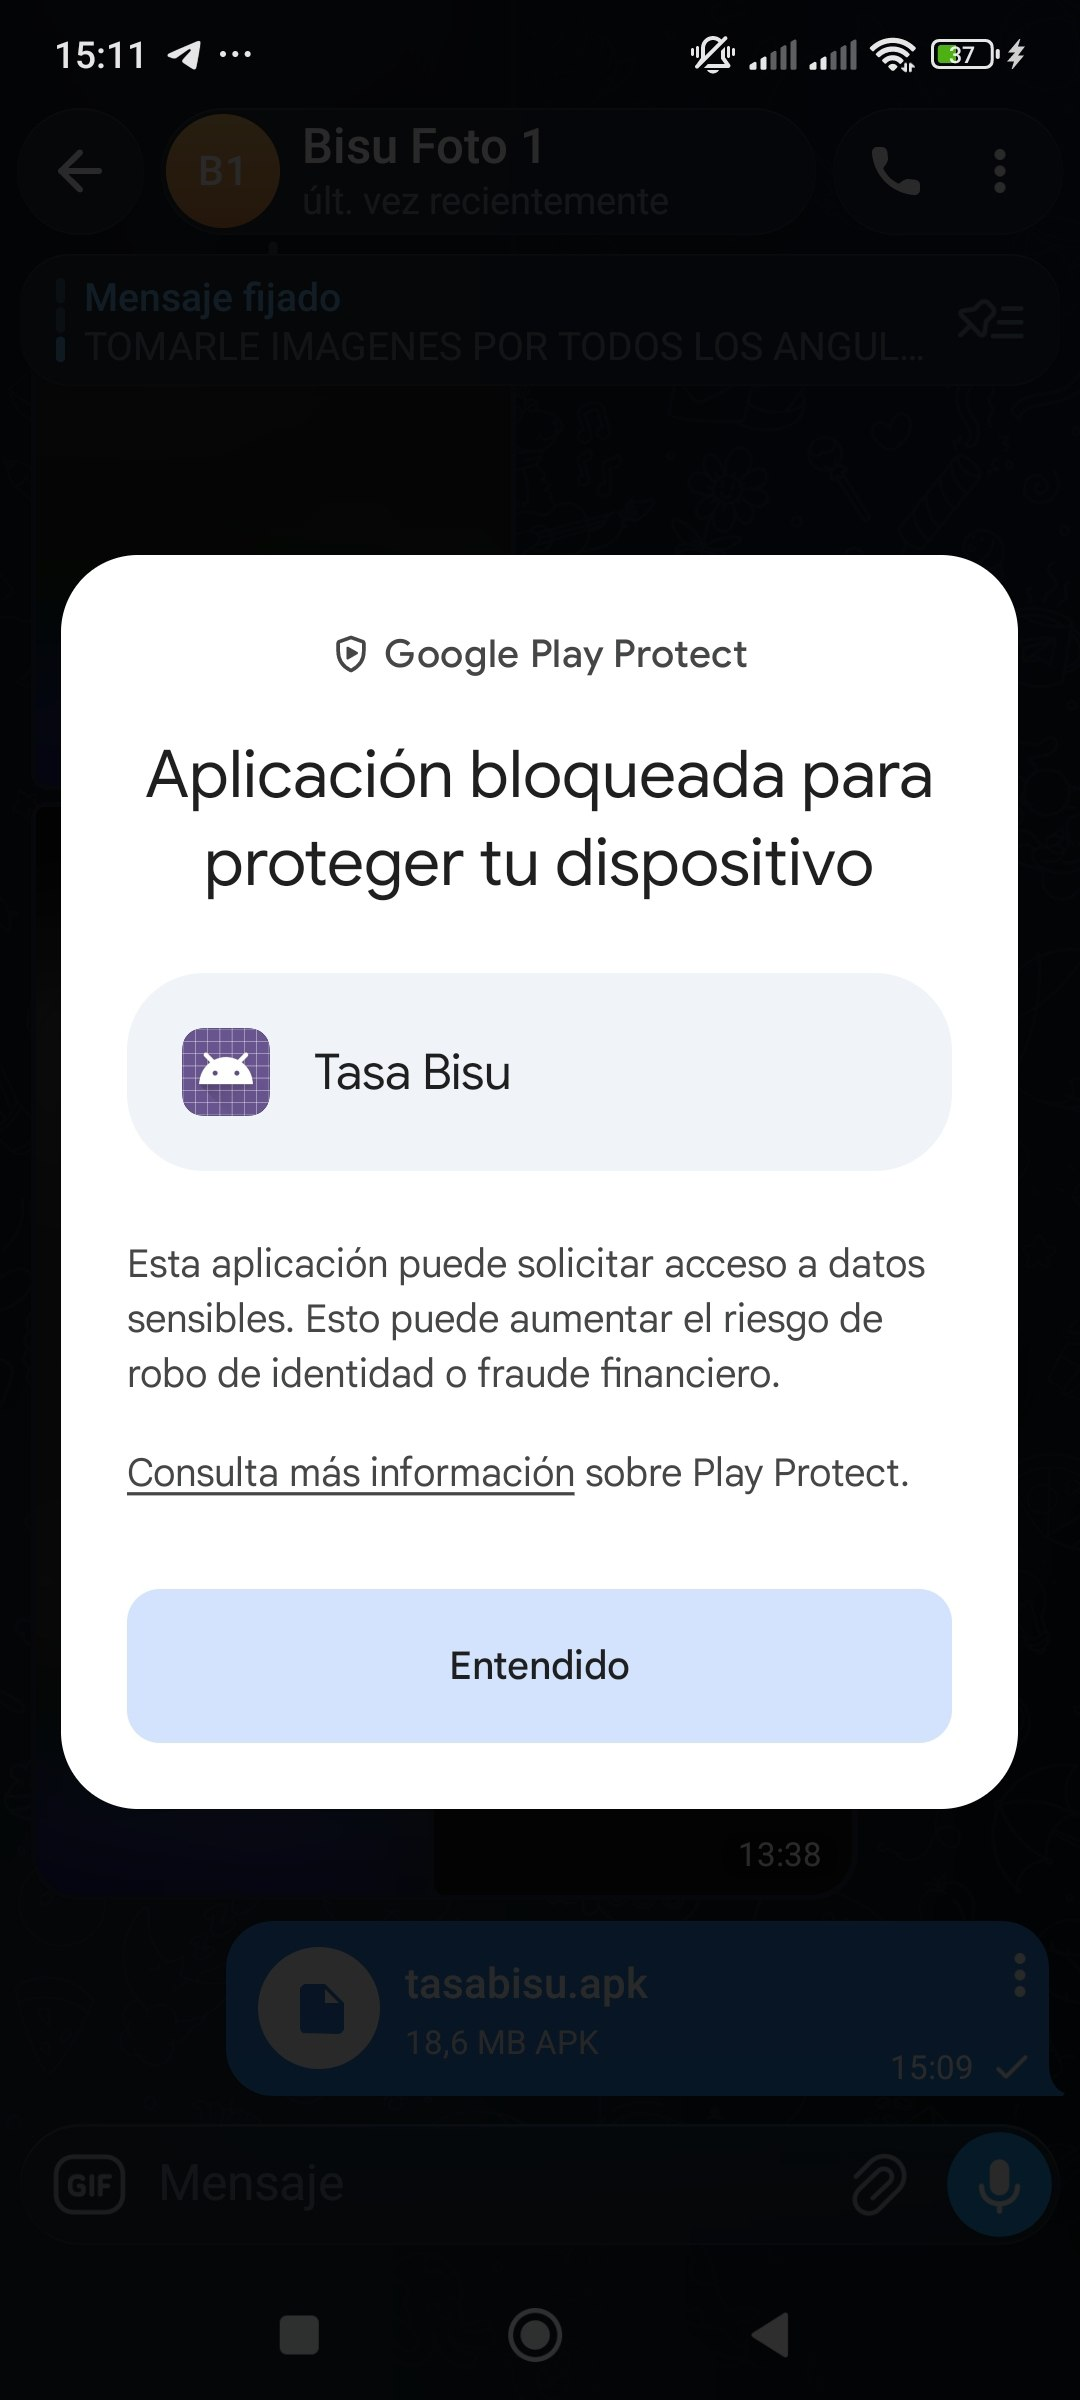 15:11
37
B1
Bisu Foto 1
últ. vez recientemente
Mensaje fijado
TOMARLE IMAGENES POR TODOS LOS ANGUL...
Google Play Protect
Aplicación bloqueada para
proteger tu dispositivo
Tasa Bisu
Esta aplicación puede solicitar acceso a datos
sensibles. Esto puede aumentar el riesgo de
robo de identidad o fraude financiero.
Consulta más información sobre Play Protect.
Entendido
13:38
tasabisu.apk
18,6 MB APK
15:09
GIF
Mensaje